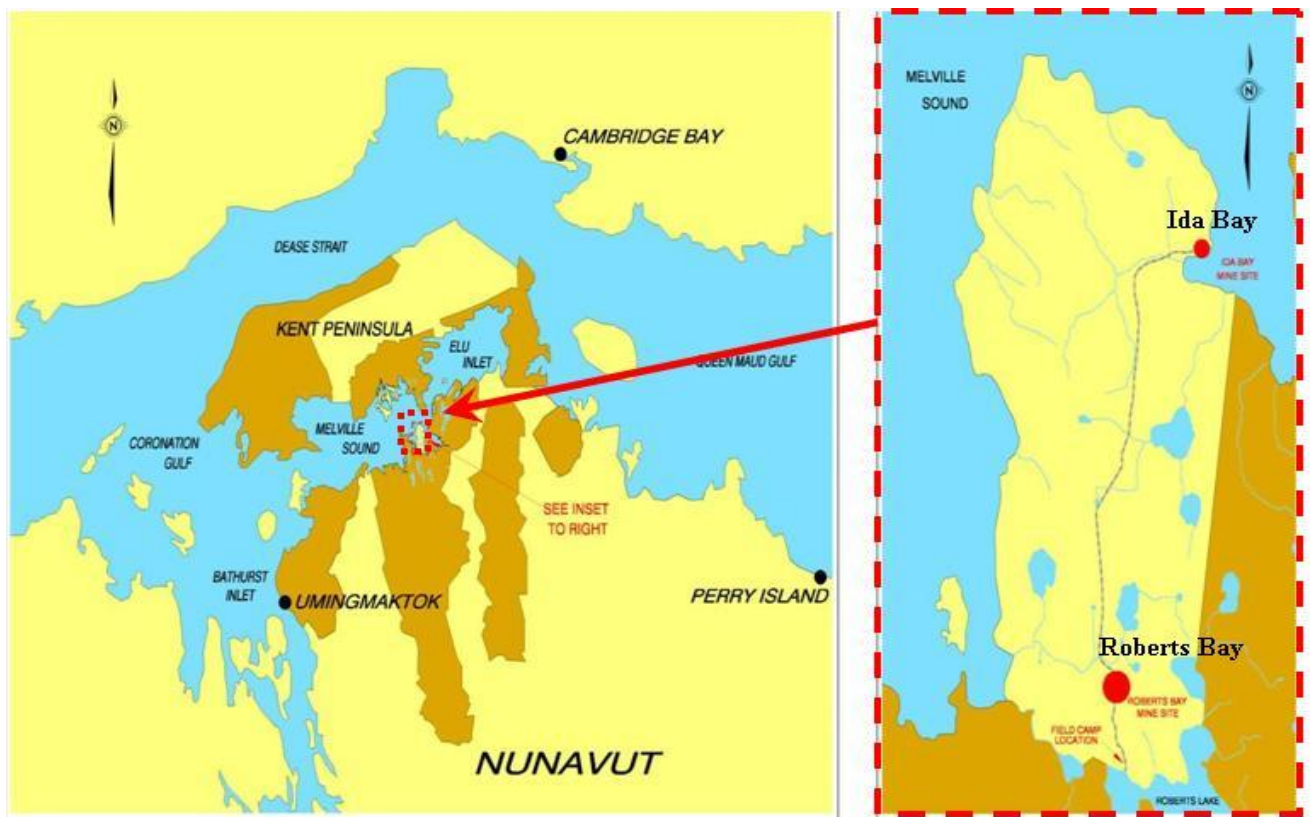 N
CAMBRIDGE BAY
DEASE STRAIT
KENT PENINSULA
ELU
INLET
QUEEN MAUD GULF
MELVILLE
SOUND
CORONATION
GULF
SEE INSET
TO RIGHT
BATHURST
INLET
UMINGMAKTOK
PERRY ISLAND
NUNAVUT
MELVILLE
SOUND
N
Ida Bay
IDA BAY
MINE SITE
Roberts Bay
ROBERTS BAY
MINE SITE
FIELD CAMP
LOCATION
ROBERTS LAKE